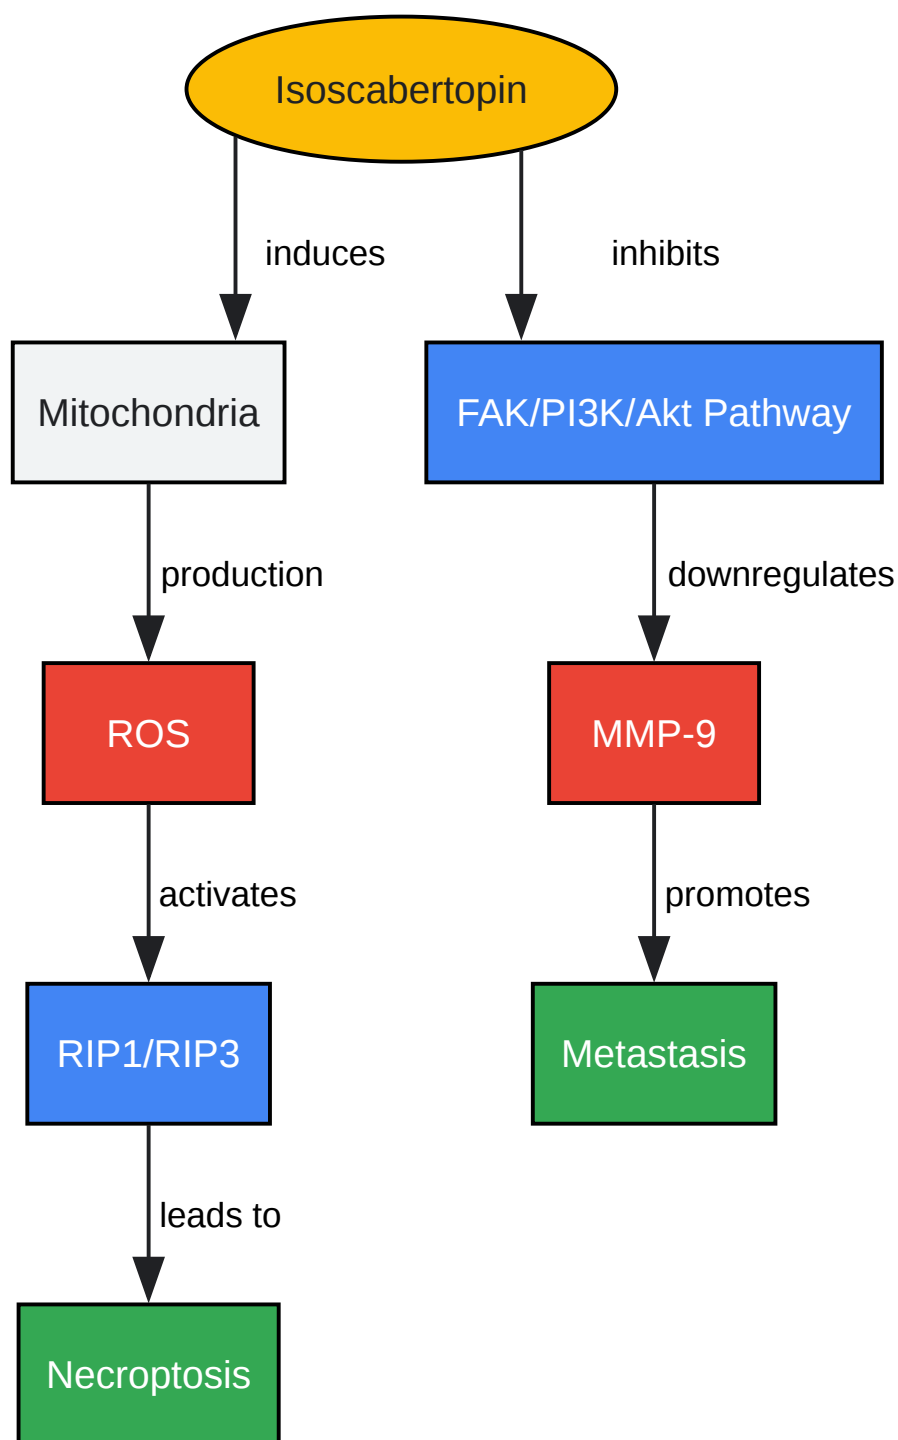 Isoscabertopin
induces
inhibits
Mitochondria
FAK/PI3K/Akt Pathway
production
downregulates
ROS
MMP-9
activates
promotes
RIP1/RIP3
Metastasis
leads to
Necroptosis